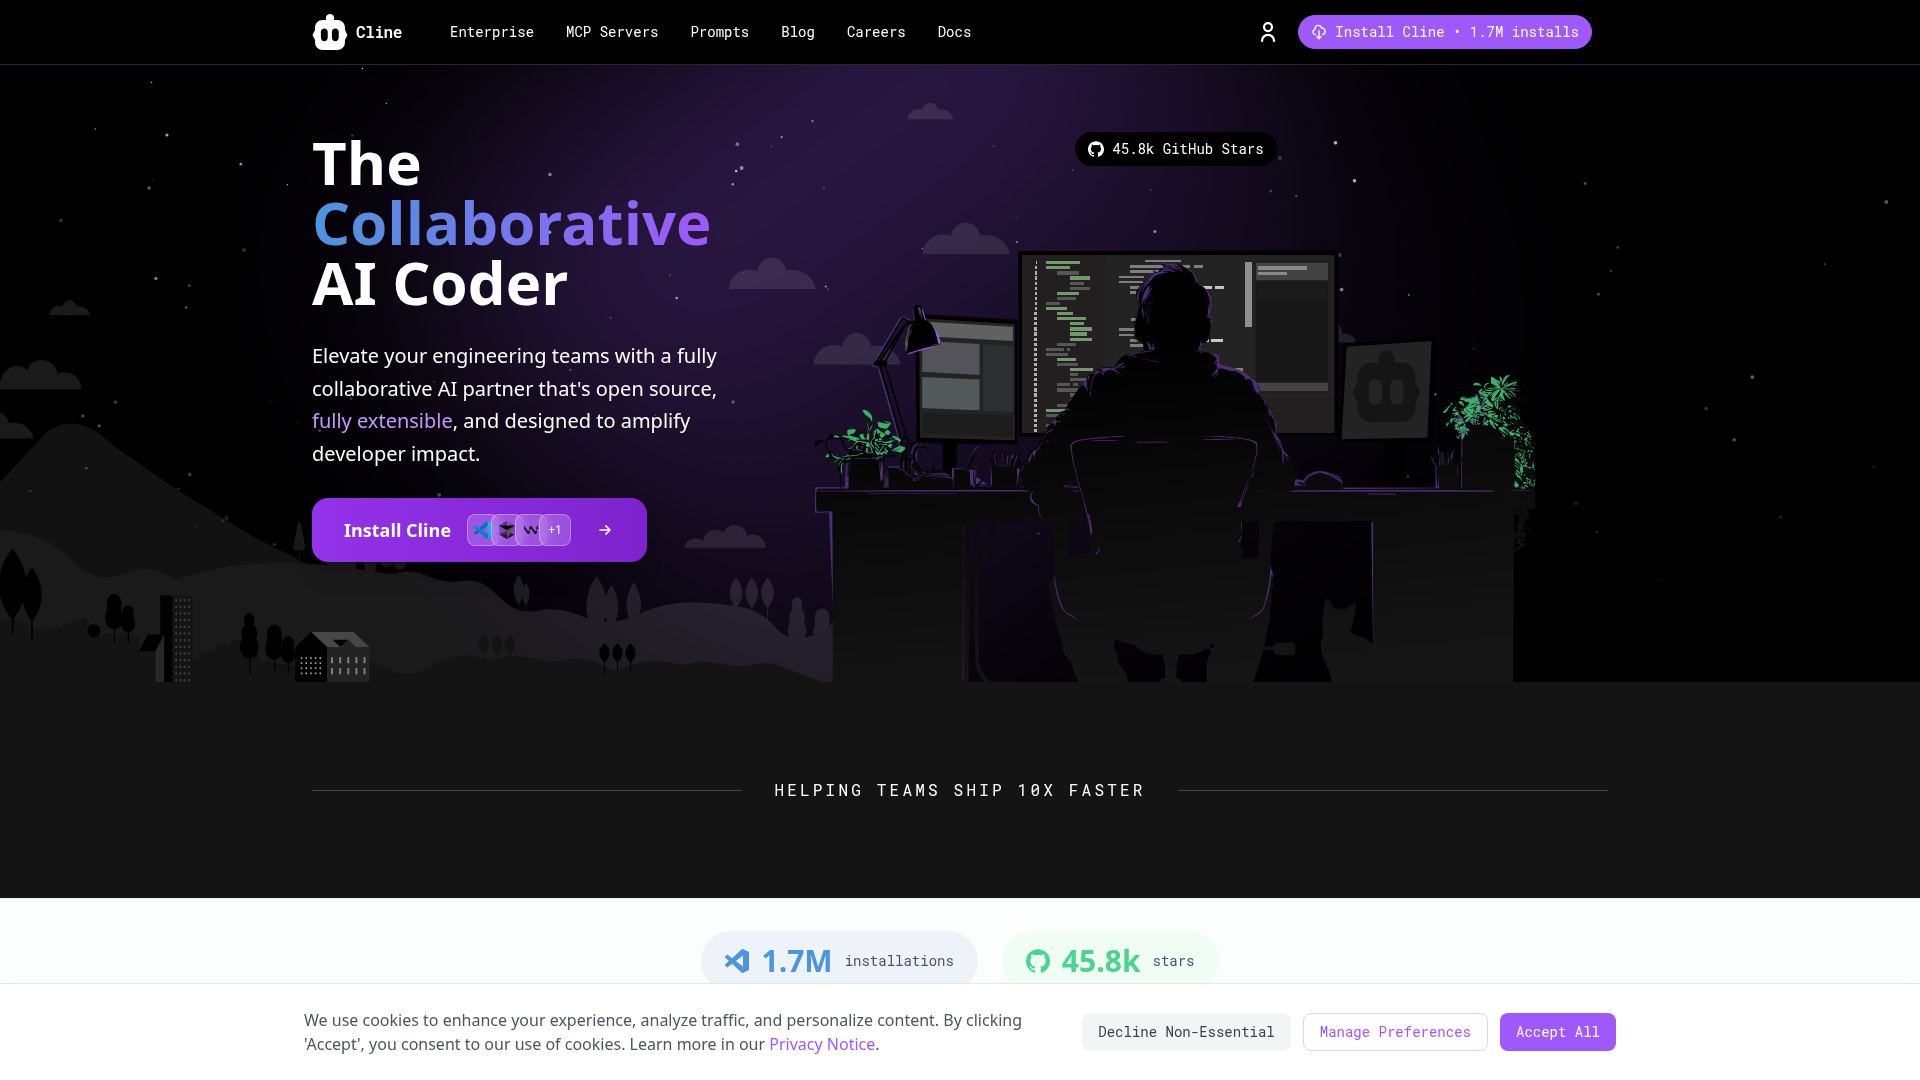 Cline
Enterprise
MCP Servers
Prompts
Blog
Careers
Docs
Install Cline • 1.7M installs
45.8k GitHub Stars
The
Collaborative
AI Coder
Elevate your engineering teams with a fully
collaborative AI partner that's open source,
fully extensible, and designed to amplify
developer impact.
Install Cline +1 →
HELPING TEAMS SHIP 10X FASTER
1.7M installations
45.8k stars
We use cookies to enhance your experience, analyze traffic, and personalize content. By clicking
'Accept', you consent to our use of cookies. Learn more in our Privacy Notice.
Decline Non-Essential
Manage Preferences
Accept All